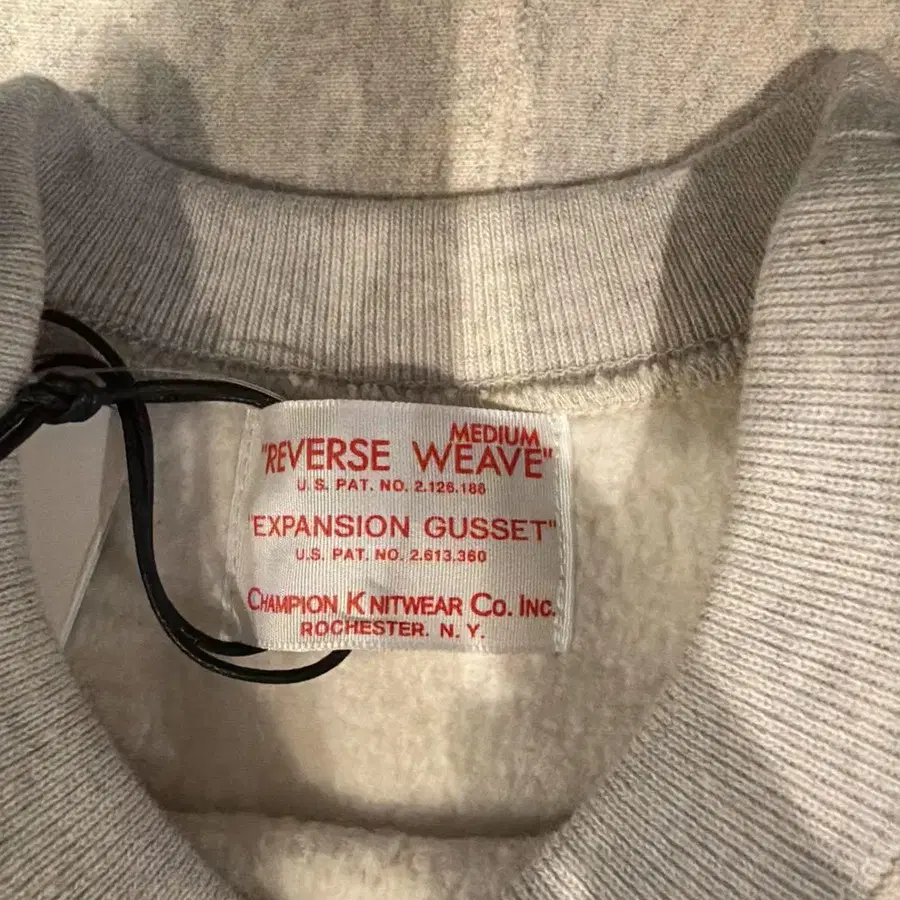 MEDIUM
"REVERSE WEAVE"
U.S. PAT. NO. 2.126.186
"EXPANSION GUSSET"
U.S. PAT. NO. 2.613.360
CHAMPION KNITWEAR CO. INC.
ROCHESTER. N. Y.